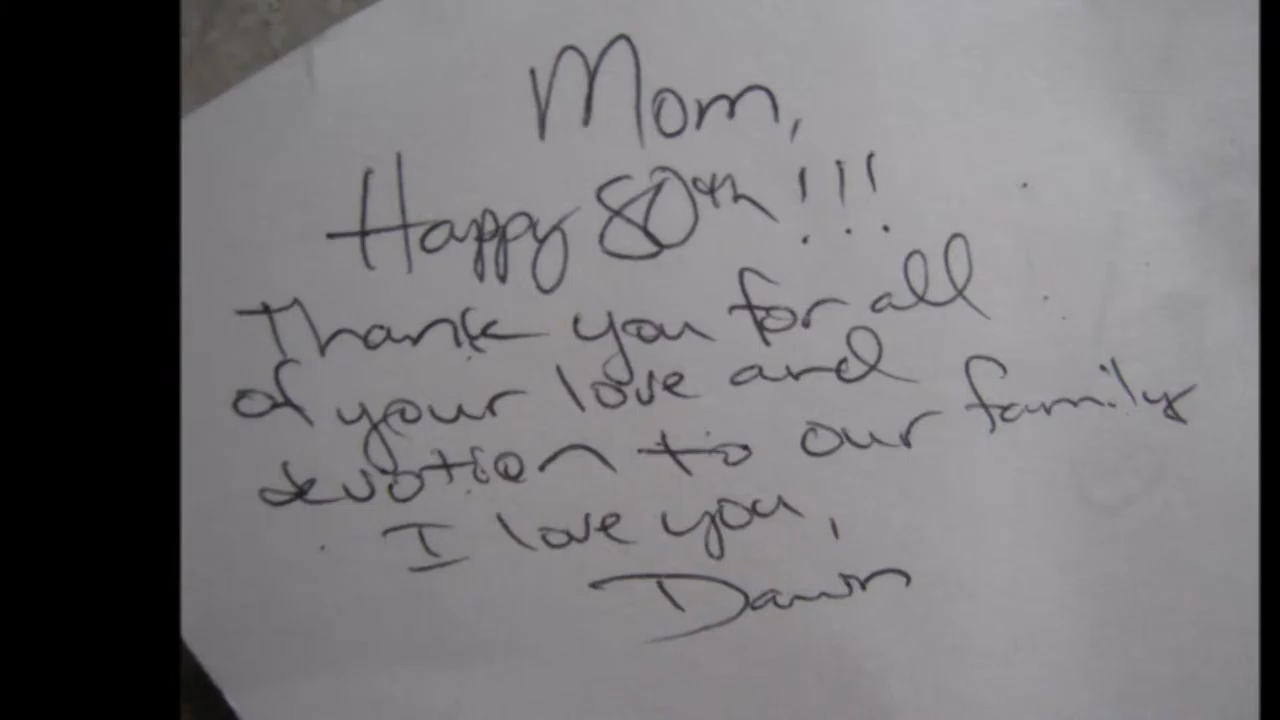 Mom,
Happy 80th!!!
Thank you for all
of your love and
devotion to our family
I love you,
Dawn